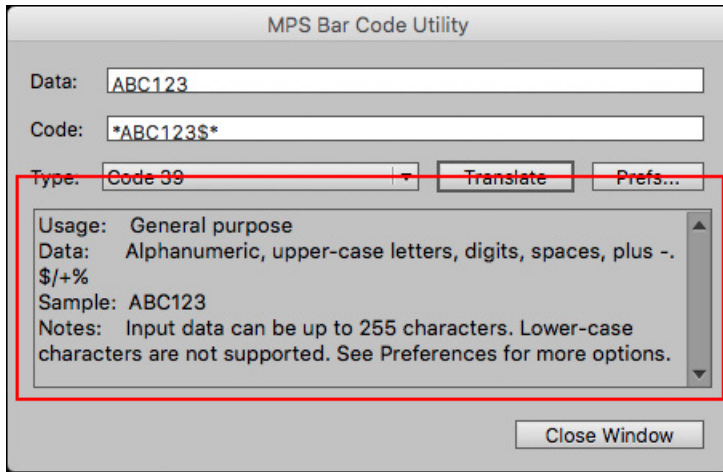 MPS Bar Code Utility
Data: ABC123
Code: *ABC123$*
Type: Code 39 Translate Prefs...
Usage: General purpose
Data: Alphanumeric, upper-case letters, digits, spaces, plus -.
$/+%
Sample: ABC123
Notes: Input data can be up to 255 characters. Lower-case
characters are not supported. See Preferences for more options.
Close Window